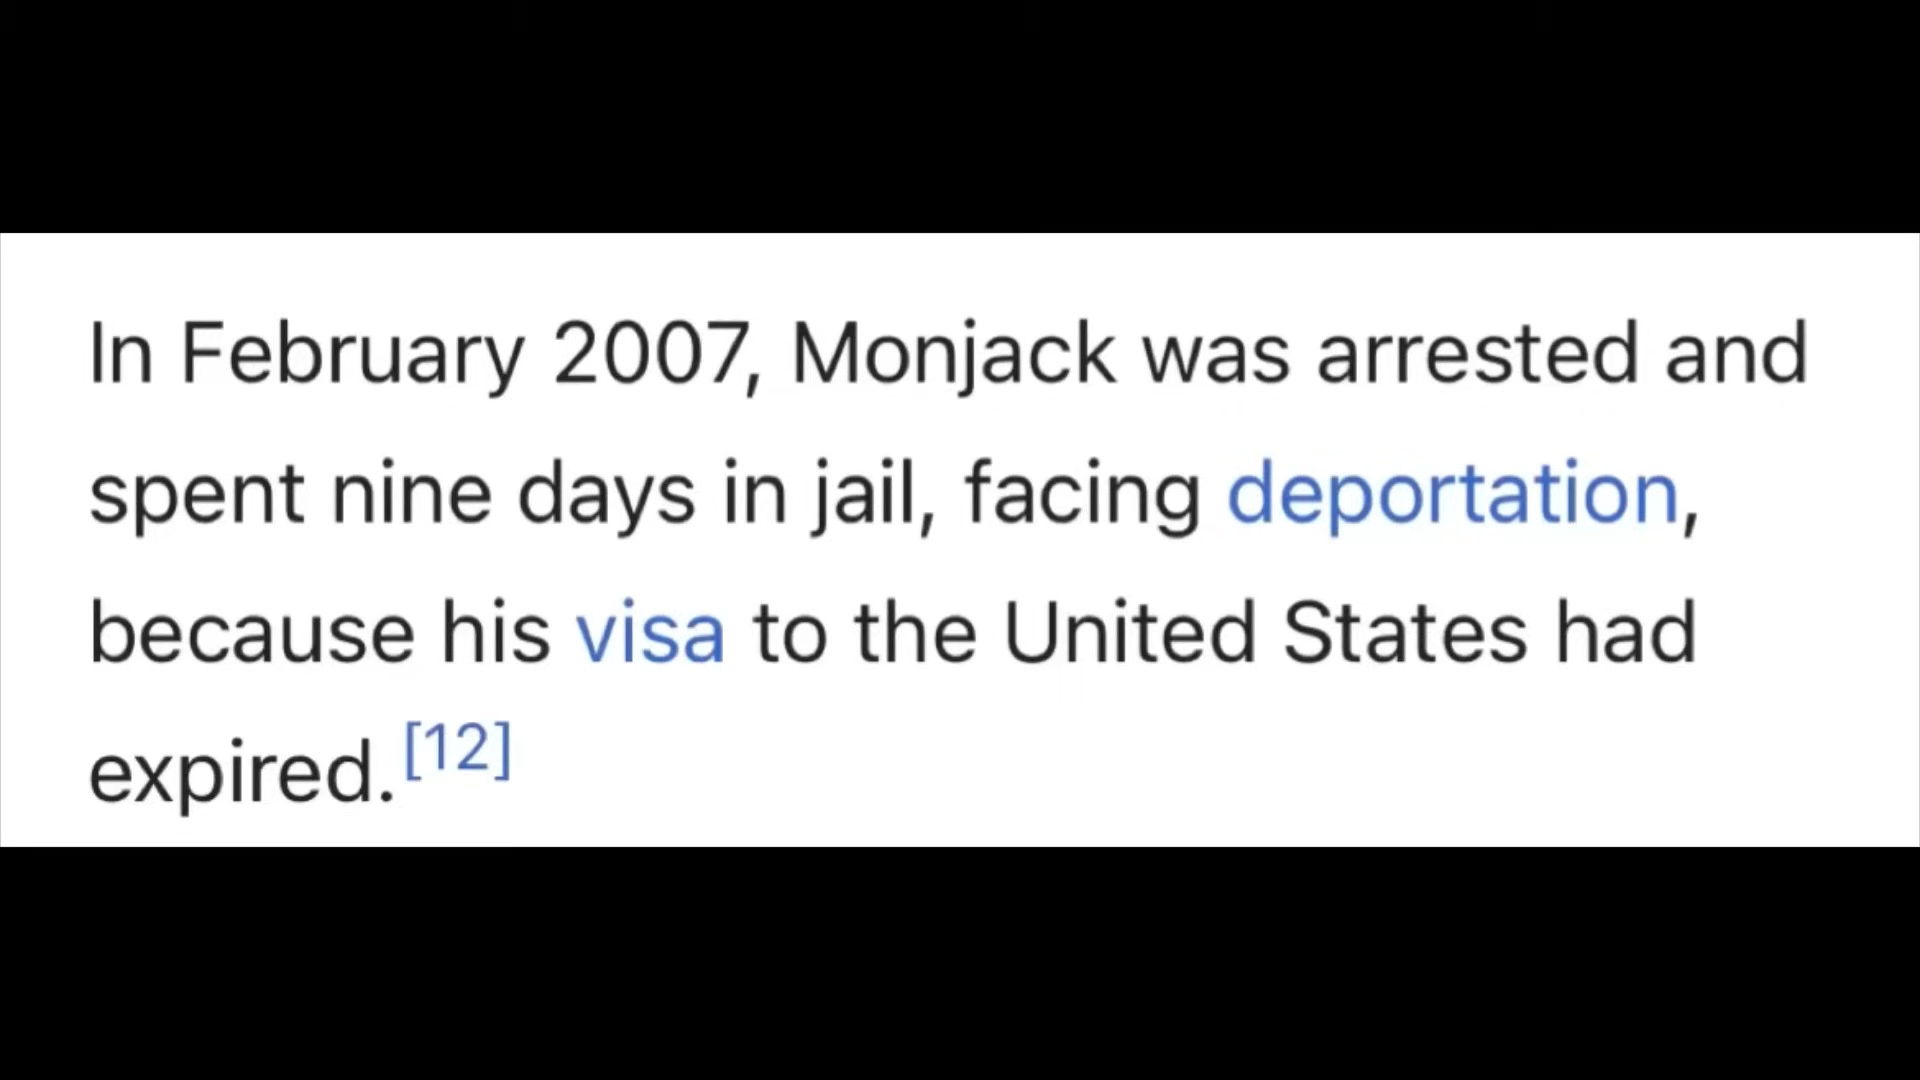 In February 2007, Monjack was arrested and
spent nine days in jail, facing deportation,
because his visa to the United States had
expired.[12]